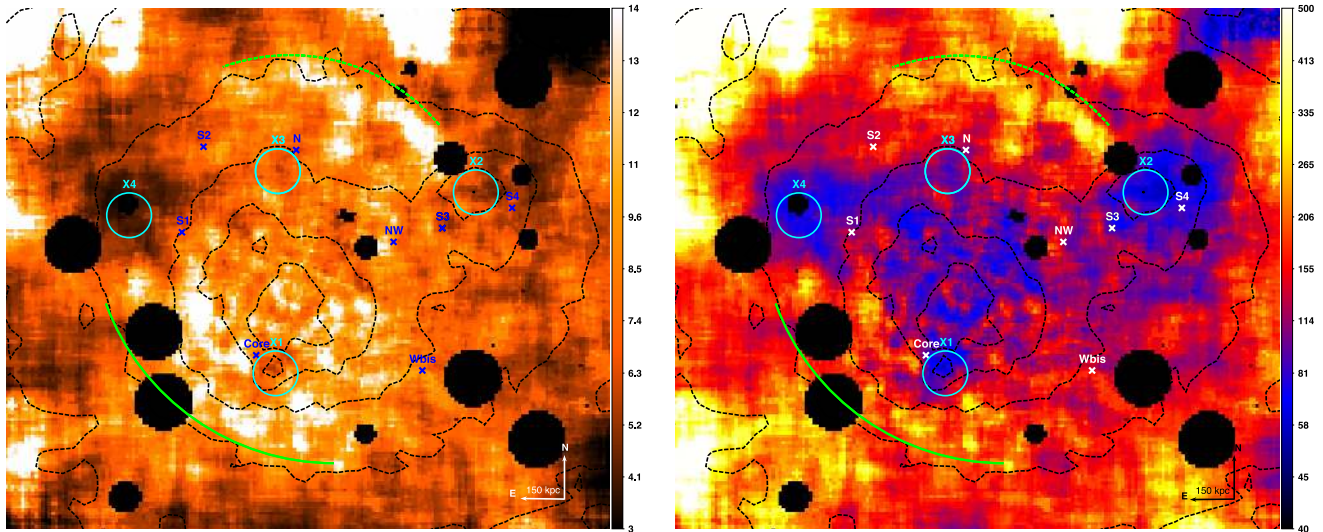 14
13
12
11
9.6
8.5
7.4
6.3
5.2
4.1
3
S2
X3
N
X2
S4
X4
S1
S3
NW
Core
X1
Wbis
N
E
150 kpc
500
413
335
265
206
155
114
81
58
45
40
S2
X3
N
X2
S4
X4
S1
S3
NW
Core
X1
Wbis
N
E
150 kpc